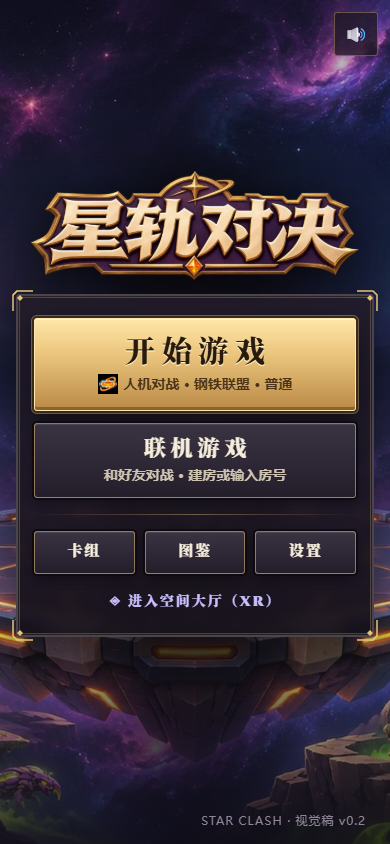 星轨对决
开始游戏
人机对战 • 钢铁联盟 • 普通
联机游戏
和好友对战 • 建房或输入房号
卡组
图鉴
设置
◈ 进入空间大厅（XR）
STAR CLASH · 视觉稿 v0.2